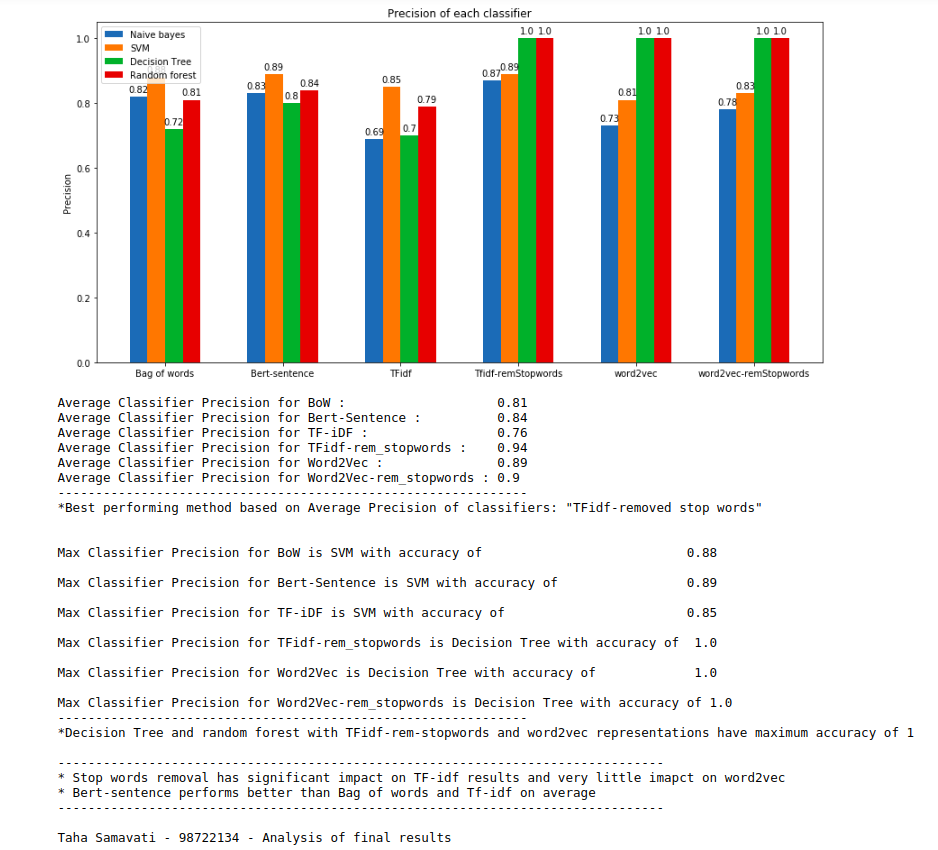 Precision of each classifier
Naive bayes
SVM
Decision Tree
Random forest
Precision
1.0
0.8
0.6
0.4
0.2
0.0
0.82 0.88 0.72 0.81
0.83 0.89 0.8 0.84
0.69 0.85 0.7 0.79
0.87 0.89 1.0 1.0
0.73 0.81 1.0 1.0
0.78 0.83 1.0 1.0
Bag of words Bert-sentence TFidf Tfidf-remStopwords word2vec word2vec-remStopwords
Average Classifier Precision for BoW : 0.81
Average Classifier Precision for Bert-Sentence : 0.84
Average Classifier Precision for TF-iDF : 0.76
Average Classifier Precision for TFidf-rem_stopwords : 0.94
Average Classifier Precision for Word2Vec : 0.89
Average Classifier Precision for Word2Vec-rem_stopwords : 0.9
--------------------------------------------------------------
*Best performing method based on Average Precision of classifiers: "TFidf-removed stop words"
Max Classifier Precision for BoW is SVM with accuracy of 0.88
Max Classifier Precision for Bert-Sentence is SVM with accuracy of 0.89
Max Classifier Precision for TF-iDF is SVM with accuracy of 0.85
Max Classifier Precision for TFidf-rem_stopwords is Decision Tree with accuracy of 1.0
Max Classifier Precision for Word2Vec is Decision Tree with accuracy of 1.0
Max Classifier Precision for Word2Vec-rem_stopwords is Decision Tree with accuracy of 1.0
--------------------------------------------------------------
*Decision Tree and random forest with TFidf-rem-stopwords and word2vec representations have maximum accuracy of 1
--------------------------------------------------------------------------------
* Stop words removal has significant impact on TF-idf results and very little imapct on word2vec
* Bert-sentence performs better than Bag of words and Tf-idf on average
--------------------------------------------------------------------------------
Taha Samavati - 98722134 - Analysis of final results